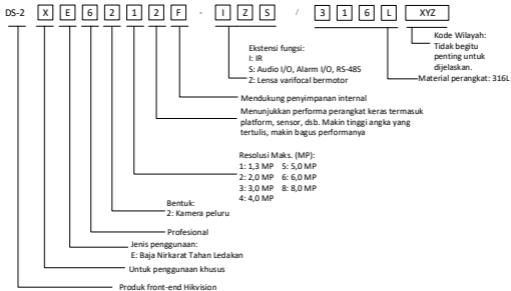 DS-2 X E 6 2 1 2 F - I Z S / 3 1 6 L XYZ
Kode Wilayah:
Tidak begitu
penting untuk
dijelaskan.
Material perangkat: 316L
Ekstensi fungsi:
I: IR
S: Audio I/O, Alarm I/O, RS-485
Z: Lensa varifocal bermotor
Mendukung penyimpanan internal
Menunjukkan performa perangkat keras termasuk
platform, sensor, dsb. Makin tinggi angka yang
tertulis, makin bagus performanya
Resolusi Maks. (MP):
1: 1,3 MP 5: 5,0 MP
2: 2,0 MP 6: 6,0 MP
3: 3,0 MP 8: 8,0 MP
4: 4,0 MP
Bentuk:
2: Kamera peluru
Profesional
Jenis penggunaan:
E: Baja Nirkarat Tahan Ledakan
Untuk penggunaan khusus
Produk front-end Hikvision